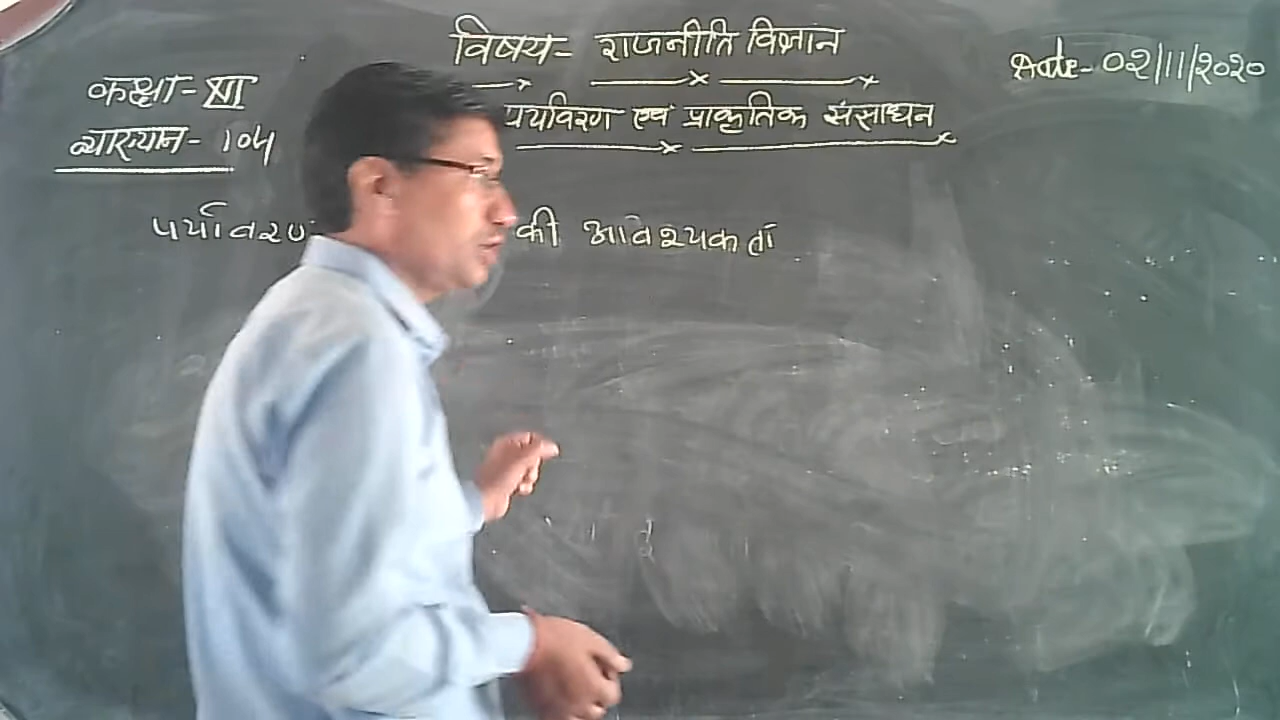 विषय- राजनीति विज्ञान
Date- 02/11/2020
कक्षा- XII
पर्यावरण एवं प्राकृतिक संसाधन
व्याख्यान- 104
पर्यावरण की आवश्यकता